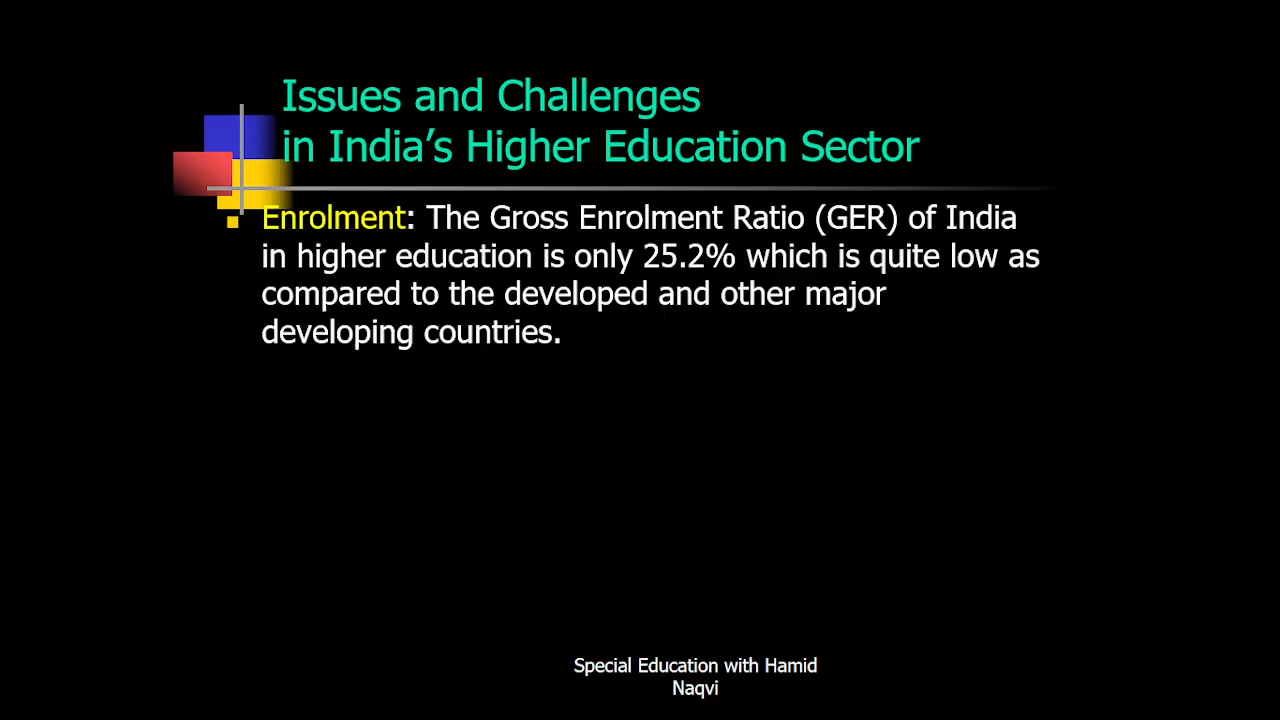 Issues and Challenges
in India’s Higher Education Sector
Enrolment: The Gross Enrolment Ratio (GER) of India
in higher education is only 25.2% which is quite low as
compared to the developed and other major
developing countries.
Special Education with Hamid
Naqvi